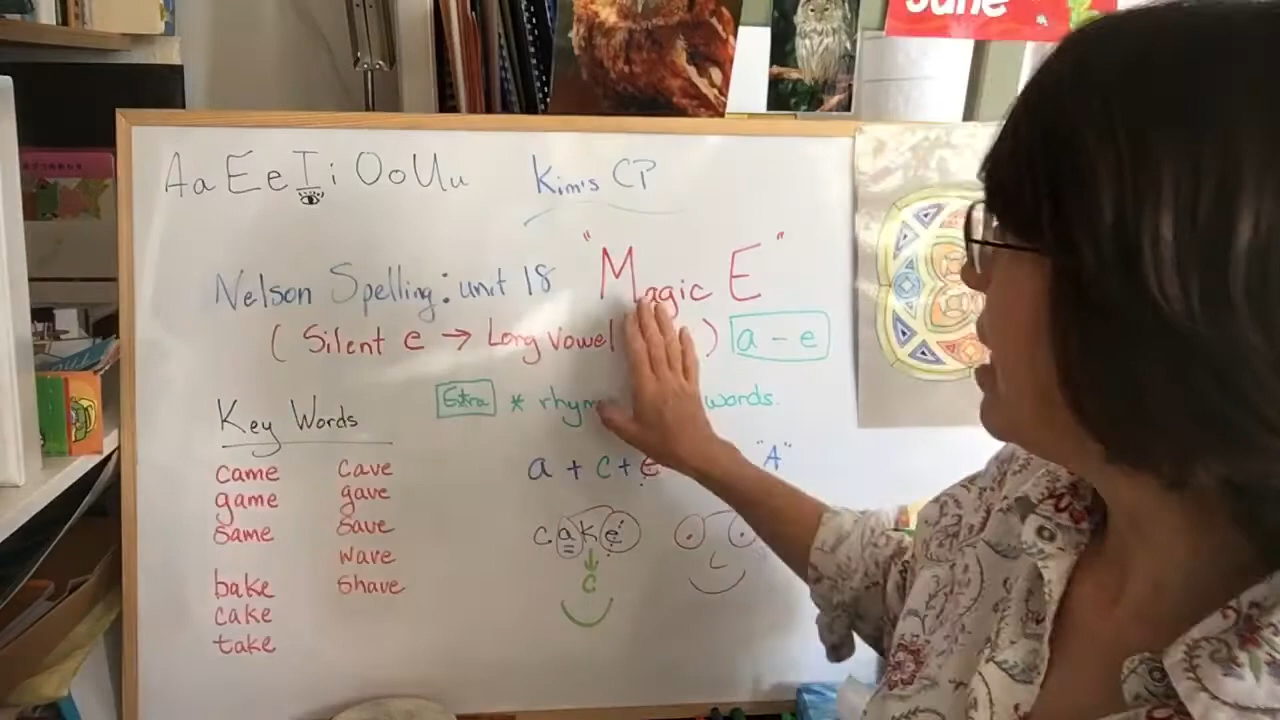 June
Aa Ee Ii Oo Uu
Kim's CP
Nelson Spelling: unit 18 "Magic E"
( Silent e → Long Vowel ) a - e
Extra * words.
Key Words
came cave
game gave
same save
wave
bake shave
cake
take
a + c + e "A"
cake
c